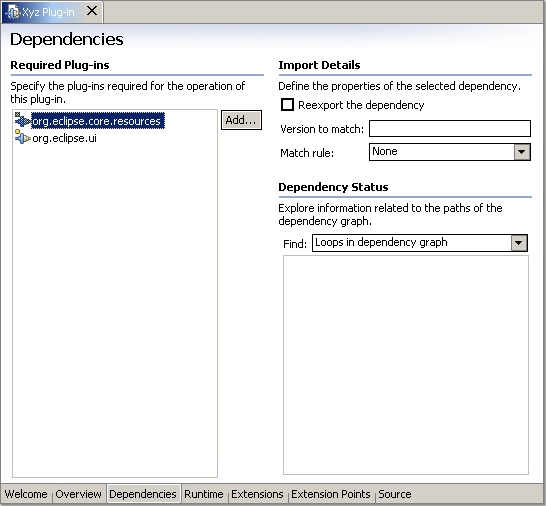 Xyz Plug-in
Dependencies
Required Plug-ins
Specify the plug-ins required for the operation of
this plug-in.
org.eclipse.core.resources
org.eclipse.ui
Add...
Import Details
Define the properties of the selected dependency.
Reexport the dependency
Version to match:
Match rule: None
Dependency Status
Explore information related to the paths of the
dependency graph.
Find: Loops in dependency graph
Welcome Overview Dependencies Runtime Extensions Extension Points Source